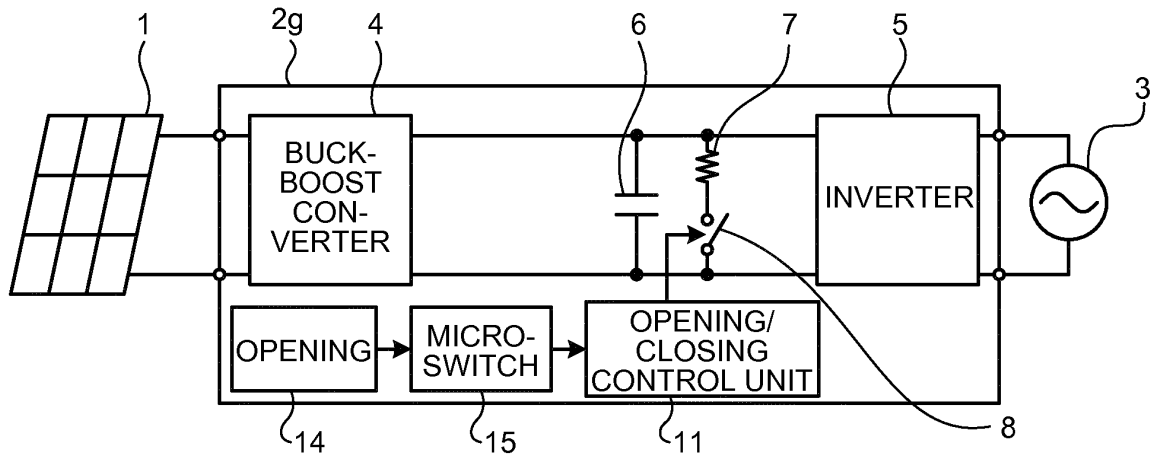 1
2g
4
6
7
5
3
BUCK-
BOOST
CON-
VERTER
INVERTER
OPENING
MICRO-
SWITCH
OPENING/
CLOSING
CONTROL UNIT
14
15
11
8